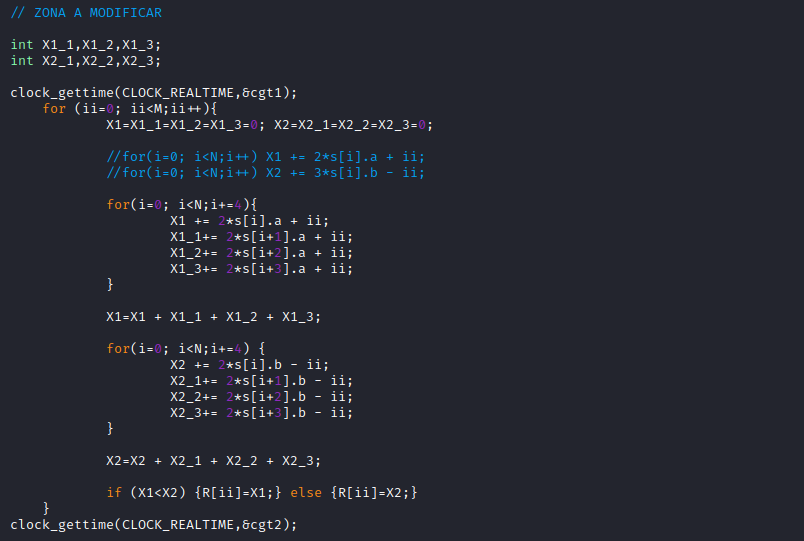 // ZONA A MODIFICAR
int X1_1,X1_2,X1_3;
int X2_1,X2_2,X2_3;
clock_gettime(CLOCK_REALTIME,&cgt1);
for (ii=0; ii<M;ii++){
X1=X1_1=X1_2=X1_3=0; X2=X2_1=X2_2=X2_3=0;
//for(i=0; i<N;i++) X1 += 2*s[i].a + ii;
//for(i=0; i<N;i++) X2 += 3*s[i].b - ii;
for(i=0; i<N;i+=4){
X1 += 2*s[i].a + ii;
X1_1+= 2*s[i+1].a + ii;
X1_2+= 2*s[i+2].a + ii;
X1_3+= 2*s[i+3].a + ii;
}
X1=X1 + X1_1 + X1_2 + X1_3;
for(i=0; i<N;i+=4) {
X2 += 2*s[i].b - ii;
X2_1+= 2*s[i+1].b - ii;
X2_2+= 2*s[i+2].b - ii;
X2_3+= 2*s[i+3].b - ii;
}
X2=X2 + X2_1 + X2_2 + X2_3;
if (X1<X2) {R[ii]=X1;} else {R[ii]=X2;}
}
clock_gettime(CLOCK_REALTIME,&cgt2);